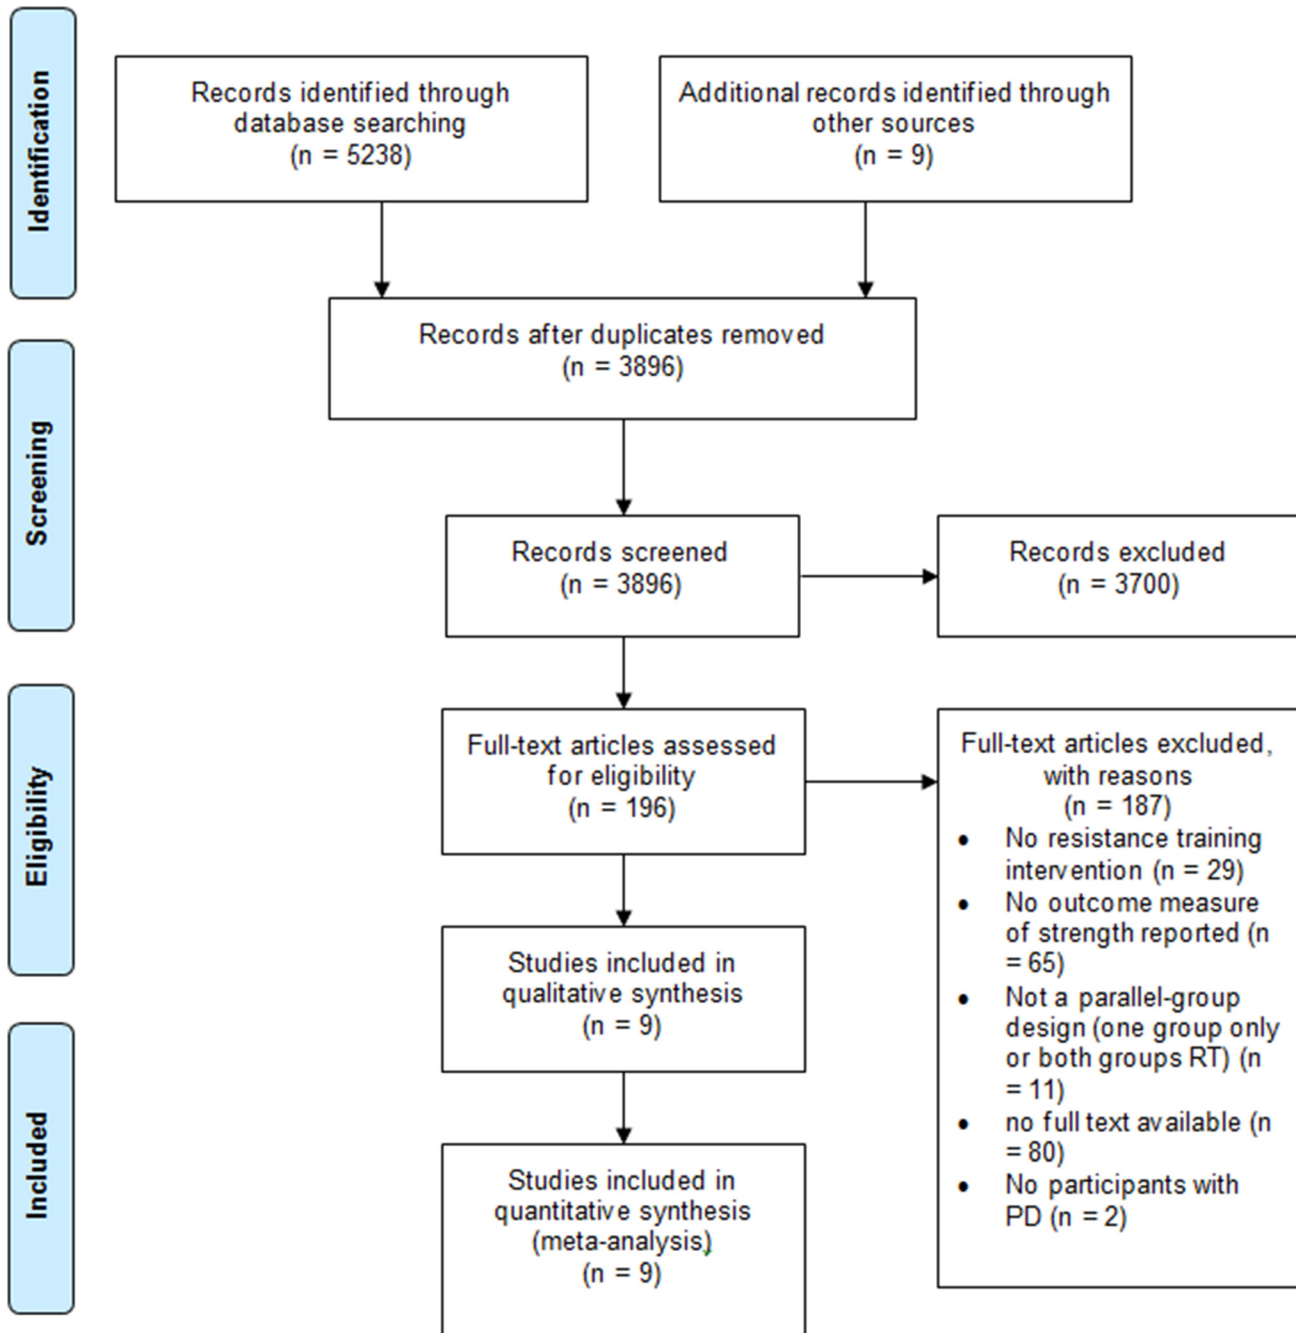 Identification
Records identified through
database searching
(n = 5238)
Additional records identified through
other sources
(n = 9)
Records after duplicates removed
(n = 3896)
Screening
Records screened
(n = 3896)
Records excluded
(n = 3700)
Eligibility
Full-text articles assessed
for eligibility
(n = 196)
Full-text articles excluded,
with reasons
(n = 187)
• No resistance training
intervention (n = 29)
• No outcome measure
of strength reported (n
= 65)
• Not a parallel-group
design (one group only
or both groups RT) (n
= 11)
• no full text available (n
= 80)
• No participants with
PD (n = 2)
Studies included in
qualitative synthesis
(n = 9)
Included
Studies included in
quantitative synthesis
(meta-analysis)
(n = 9)